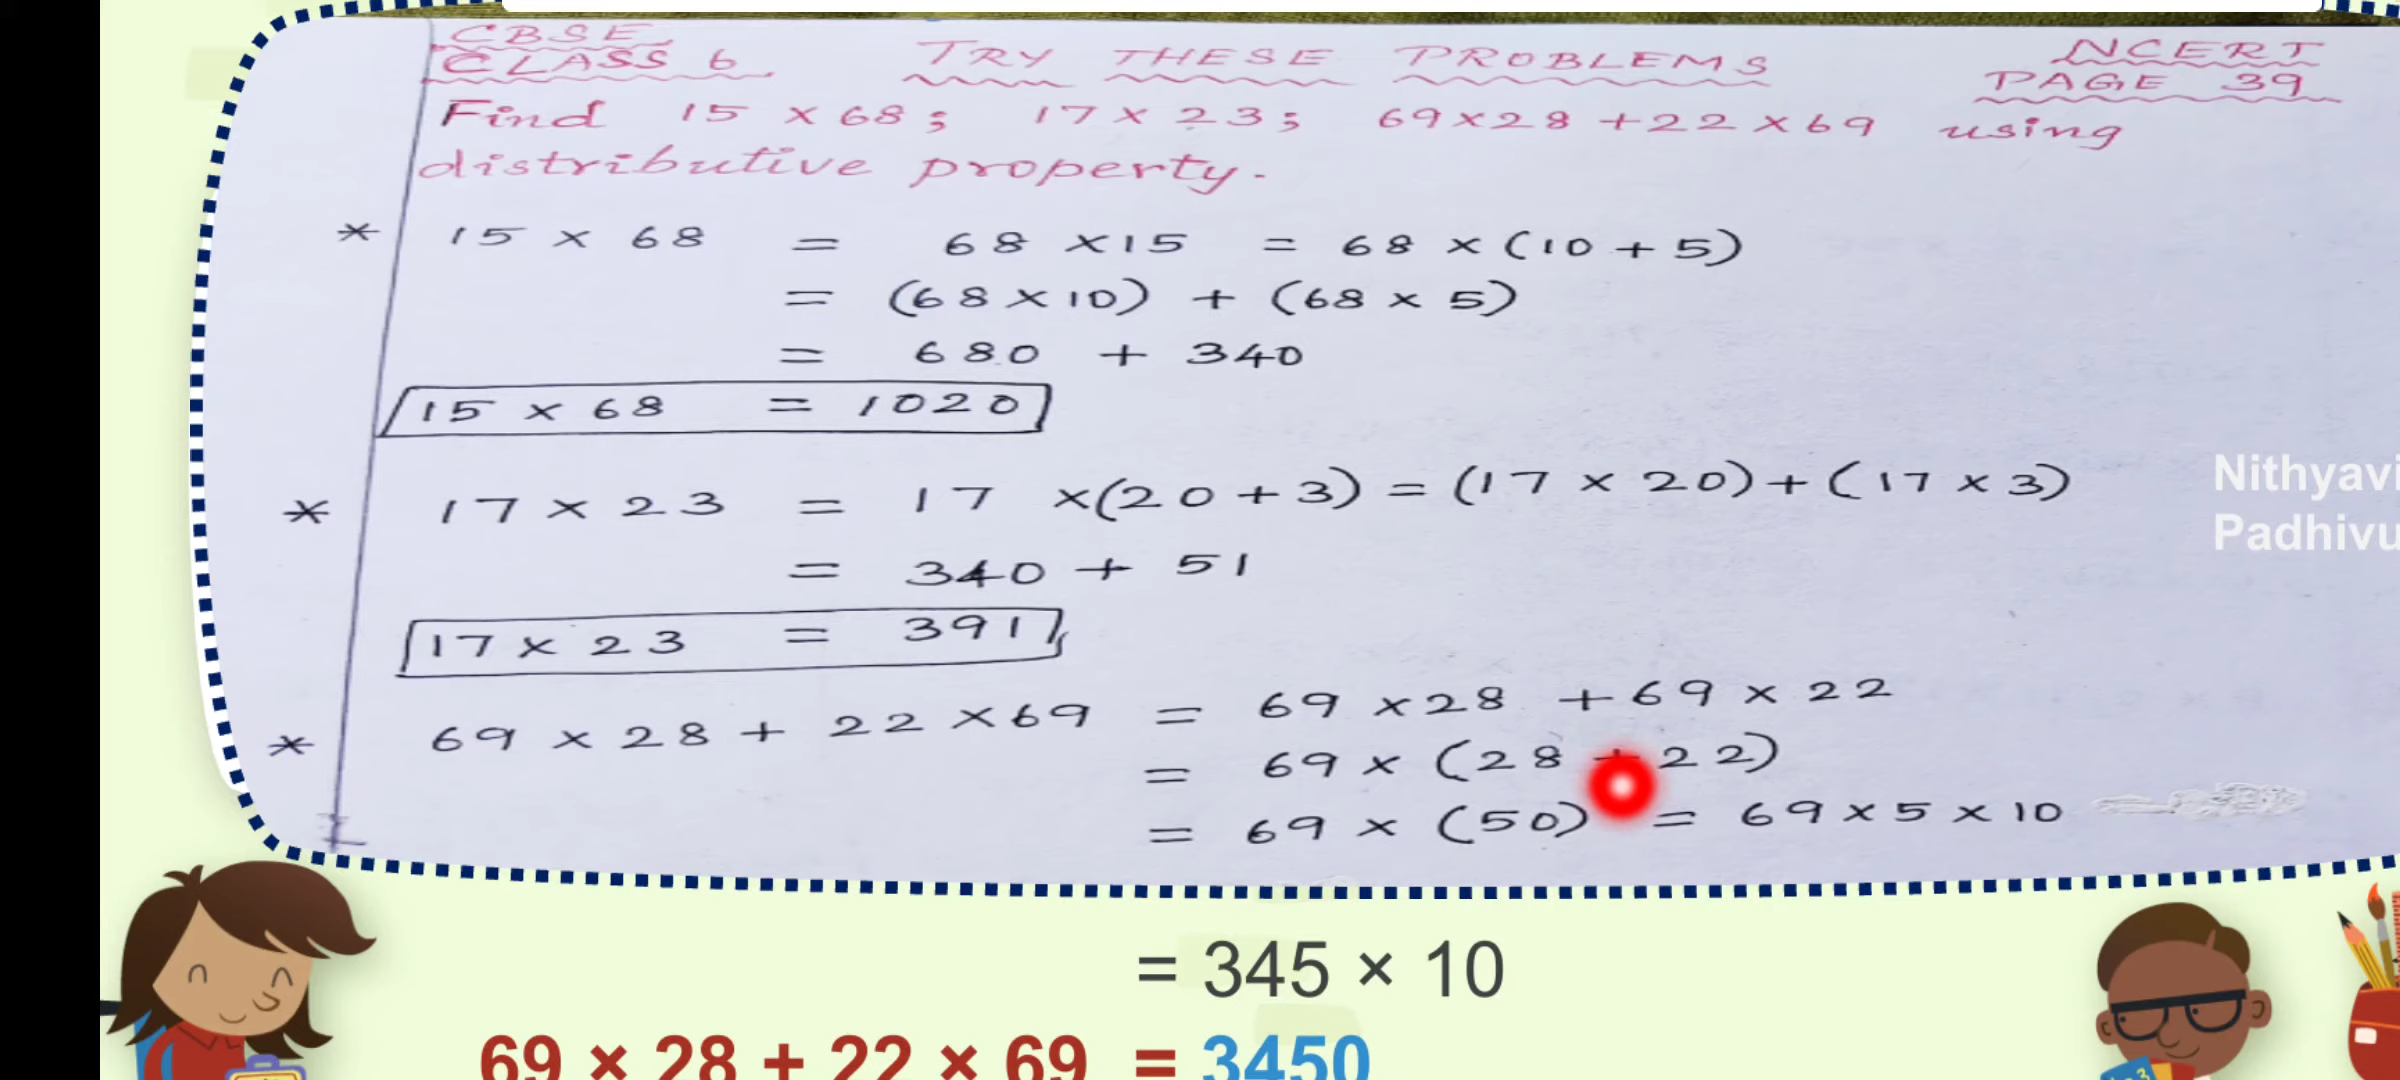 CBSE
CLASS 6 TRY THESE PROBLEMS NCERT
PAGE 39
Find 15 × 68; 17 × 23; 69×28 +22×69 using
distributive property.
* 15 × 68 = 68 ×15 = 68 × (10 + 5)
= (68×10) + (68 × 5)
= 680 + 340
15 × 68 = 1020
* 17 × 23 = 17 ×(20+3) = (17 × 20)+(17 × 3)
= 340 + 51
17 × 23 = 391
* 69 × 28 + 22 ×69 = 69 ×28 +69 × 22
= 69 × (28 +22)
= 69 × (50) = 69 ×5 × 10
Nithyavi
Padhivu
= 345 × 10
69 × 28 + 22 × 69 = 3450